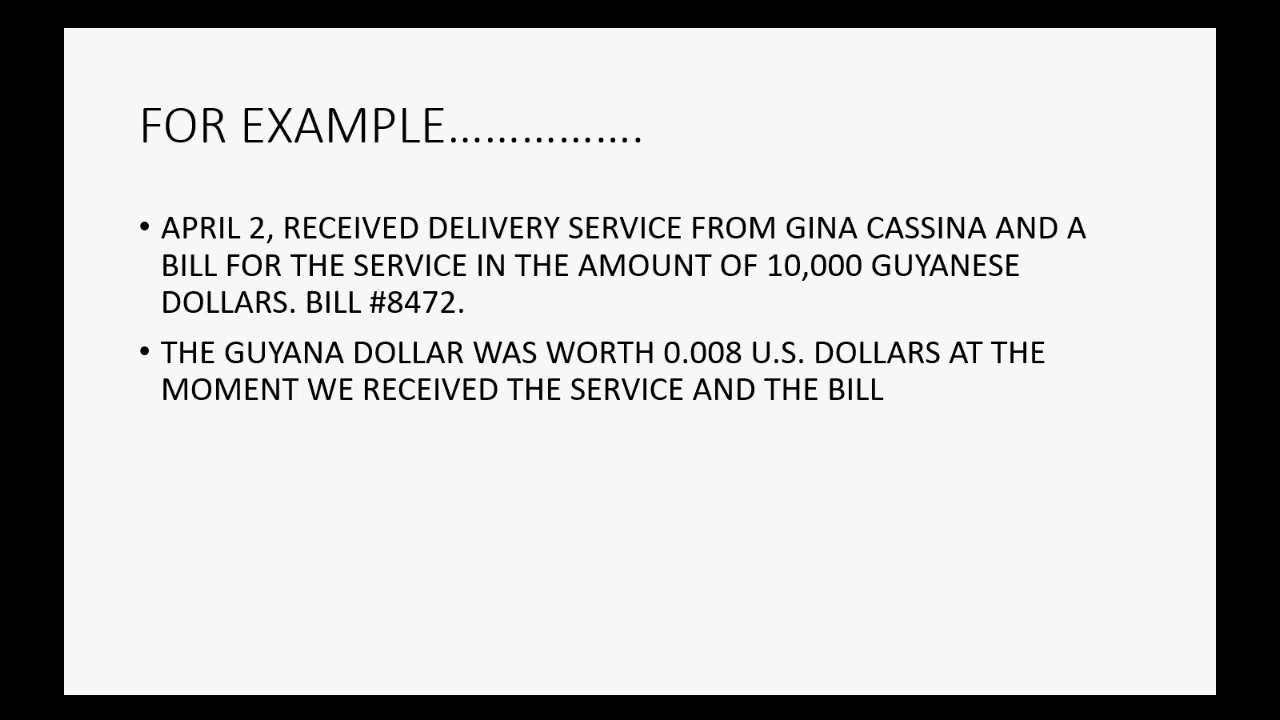 FOR EXAMPLE................
• APRIL 2, RECEIVED DELIVERY SERVICE FROM GINA CASSINA AND A
BILL FOR THE SERVICE IN THE AMOUNT OF 10,000 GUYANESE
DOLLARS. BILL #8472.
• THE GUYANA DOLLAR WAS WORTH 0.008 U.S. DOLLARS AT THE
MOMENT WE RECEIVED THE SERVICE AND THE BILL